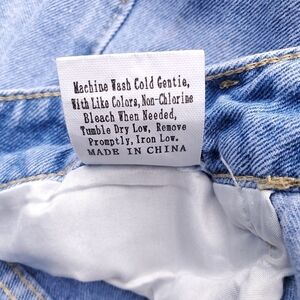 Machine Wash Cold Gentie,
With Like Colors, Non-Chlorine
Bleach When Needed,
Tumble Dry Low, Remove
Promptly, Iron Low.
MADE IN CHINA